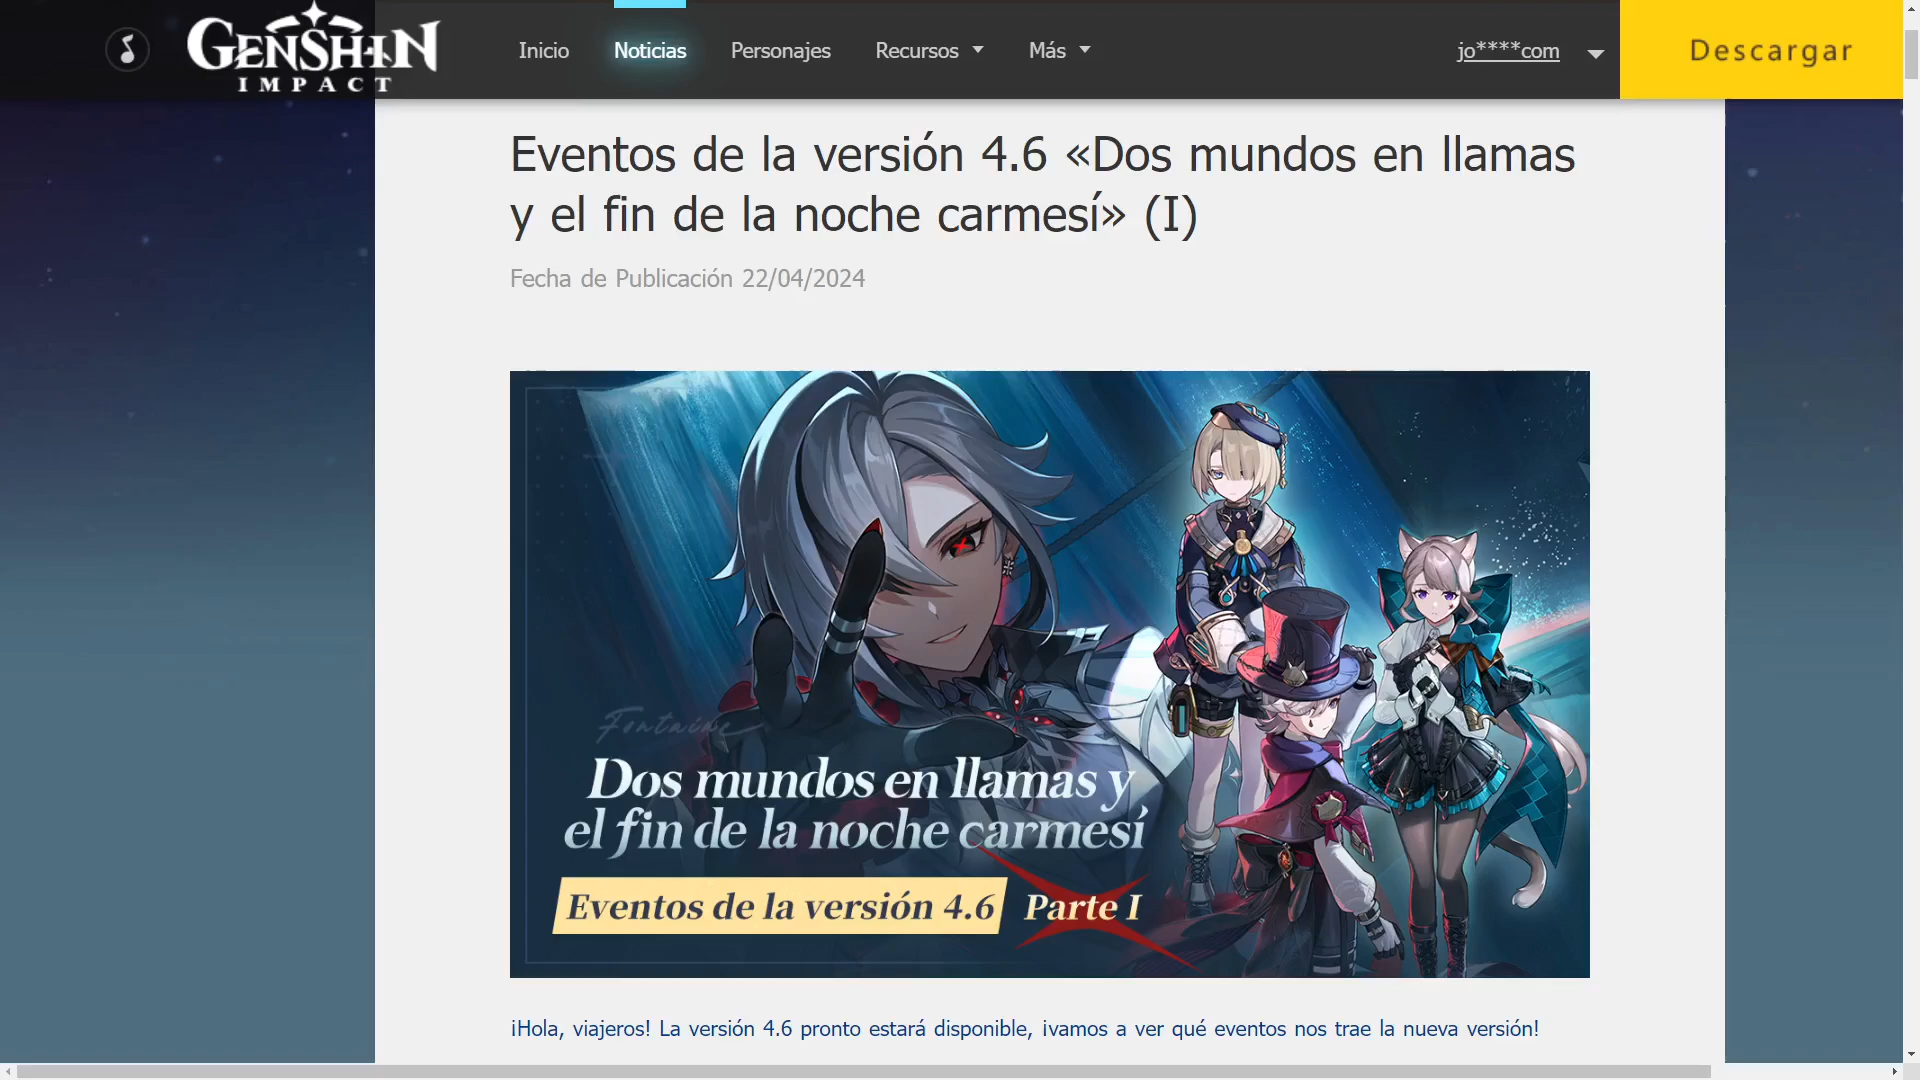 GENSHIN
IMPACT
Inicio
Noticias
Personajes
Recursos
Más
jo****com
Descargar
Eventos de la versión 4.6 «Dos mundos en llamas
y el fin de la noche carmesí» (I)
Fecha de Publicación 22/04/2024
Fontaine
Dos mundos en llamas y
el fin de la noche carmesí
Eventos de la versión 4.6 Parte I
¡Hola, viajeros! La versión 4.6 pronto estará disponible, ¡vamos a ver qué eventos nos trae la nueva versión!